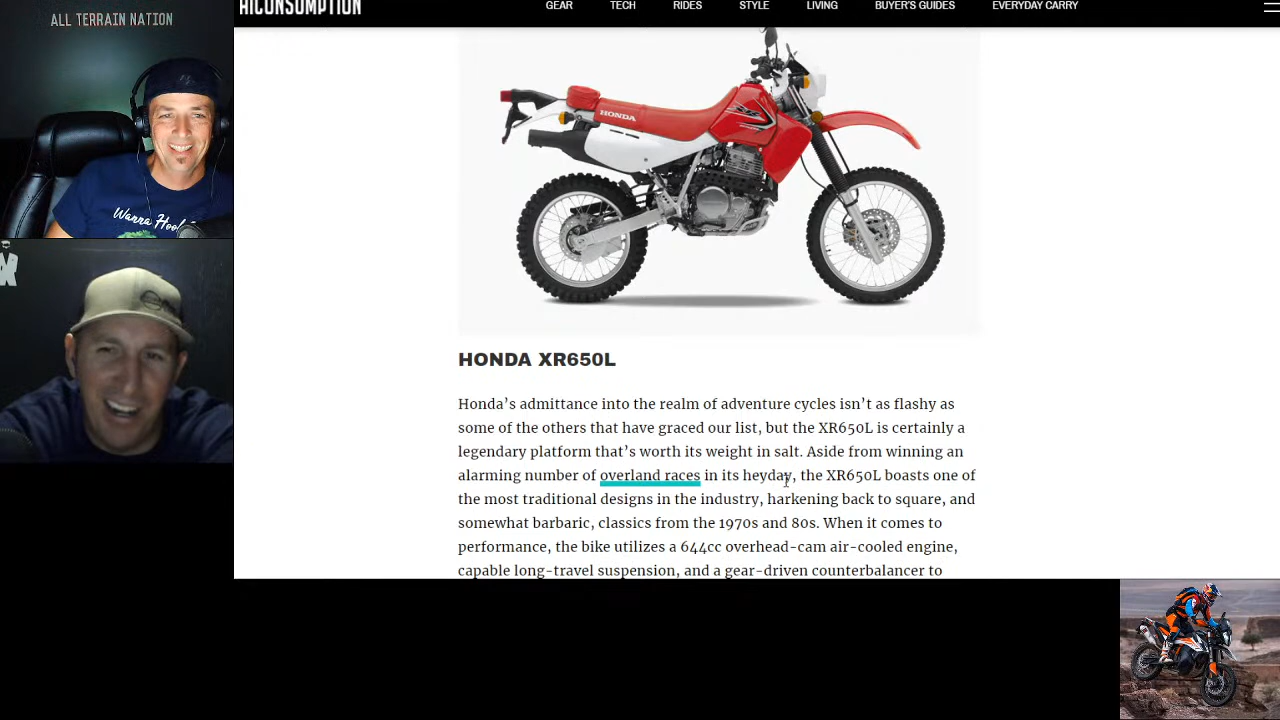 ALL TERRAIN NATION
HICONSUMPTION
GEAR TECH RIDES STYLE LIVING BUYER'S GUIDES EVERYDAY CARRY
HONDA
Wanna Hoo
HONDA XR650L
Honda's admittance into the realm of adventure cycles isn't as flashy as
some of the others that have graced our list, but the XR650L is certainly a
legendary platform that's worth its weight in salt. Aside from winning an
alarming number of overland races in its heyday, the XR650L boasts one of
the most traditional designs in the industry, harkening back to square, and
somewhat barbaric, classics from the 1970s and 80s. When it comes to
performance, the bike utilizes a 644cc overhead-cam air-cooled engine,
capable long-travel suspension, and a gear-driven counterbalancer to